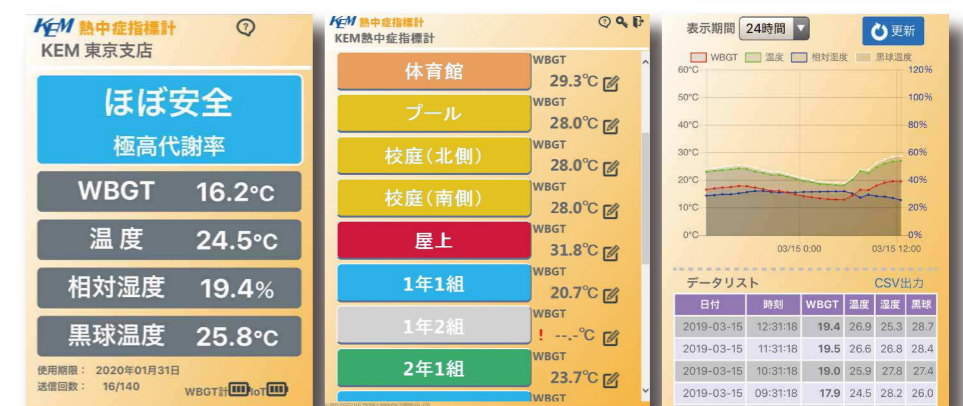 KEM 熱中症指標計
KEM 東京支店
ほぼ安全
極高代謝率
WBGT 16.2℃
温度 24.5℃
相対湿度 19.4%
黒球温度 25.8℃
使用期限： 2020年01月31日
送信回数： 16/140
WBGT計 IoT
KEM 熱中症指標計
KEM熱中症指標計
体育館 WBGT 29.3℃
プール WBGT 28.0℃
校庭(北側) WBGT 28.0℃
校庭(南側) WBGT 28.0℃
屋上 WBGT 31.8℃
1年1組 WBGT 20.7℃
1年2組 WBGT ! --.-℃
2年1組 WBGT 23.7℃
WBGT
表示期間 24時間 更新
WBGT 温度 相対湿度 黒球温度
60℃ 120%
50℃ 100%
40℃ 80%
30℃ 60%
20℃ 40%
10℃ 20%
0℃ 0%
03/15 0:00 03/15 12:00
データリスト CSV出力
日付 時刻 WBGT 温度 湿度 黒球
2019-03-15 12:31:18 19.4 26.9 25.3 28.7
2019-03-15 11:31:18 19.5 26.6 26.8 28.4
2019-03-15 10:31:18 19.0 25.9 27.8 27.4
2019-03-15 09:31:18 17.9 24.5 28.2 26.0